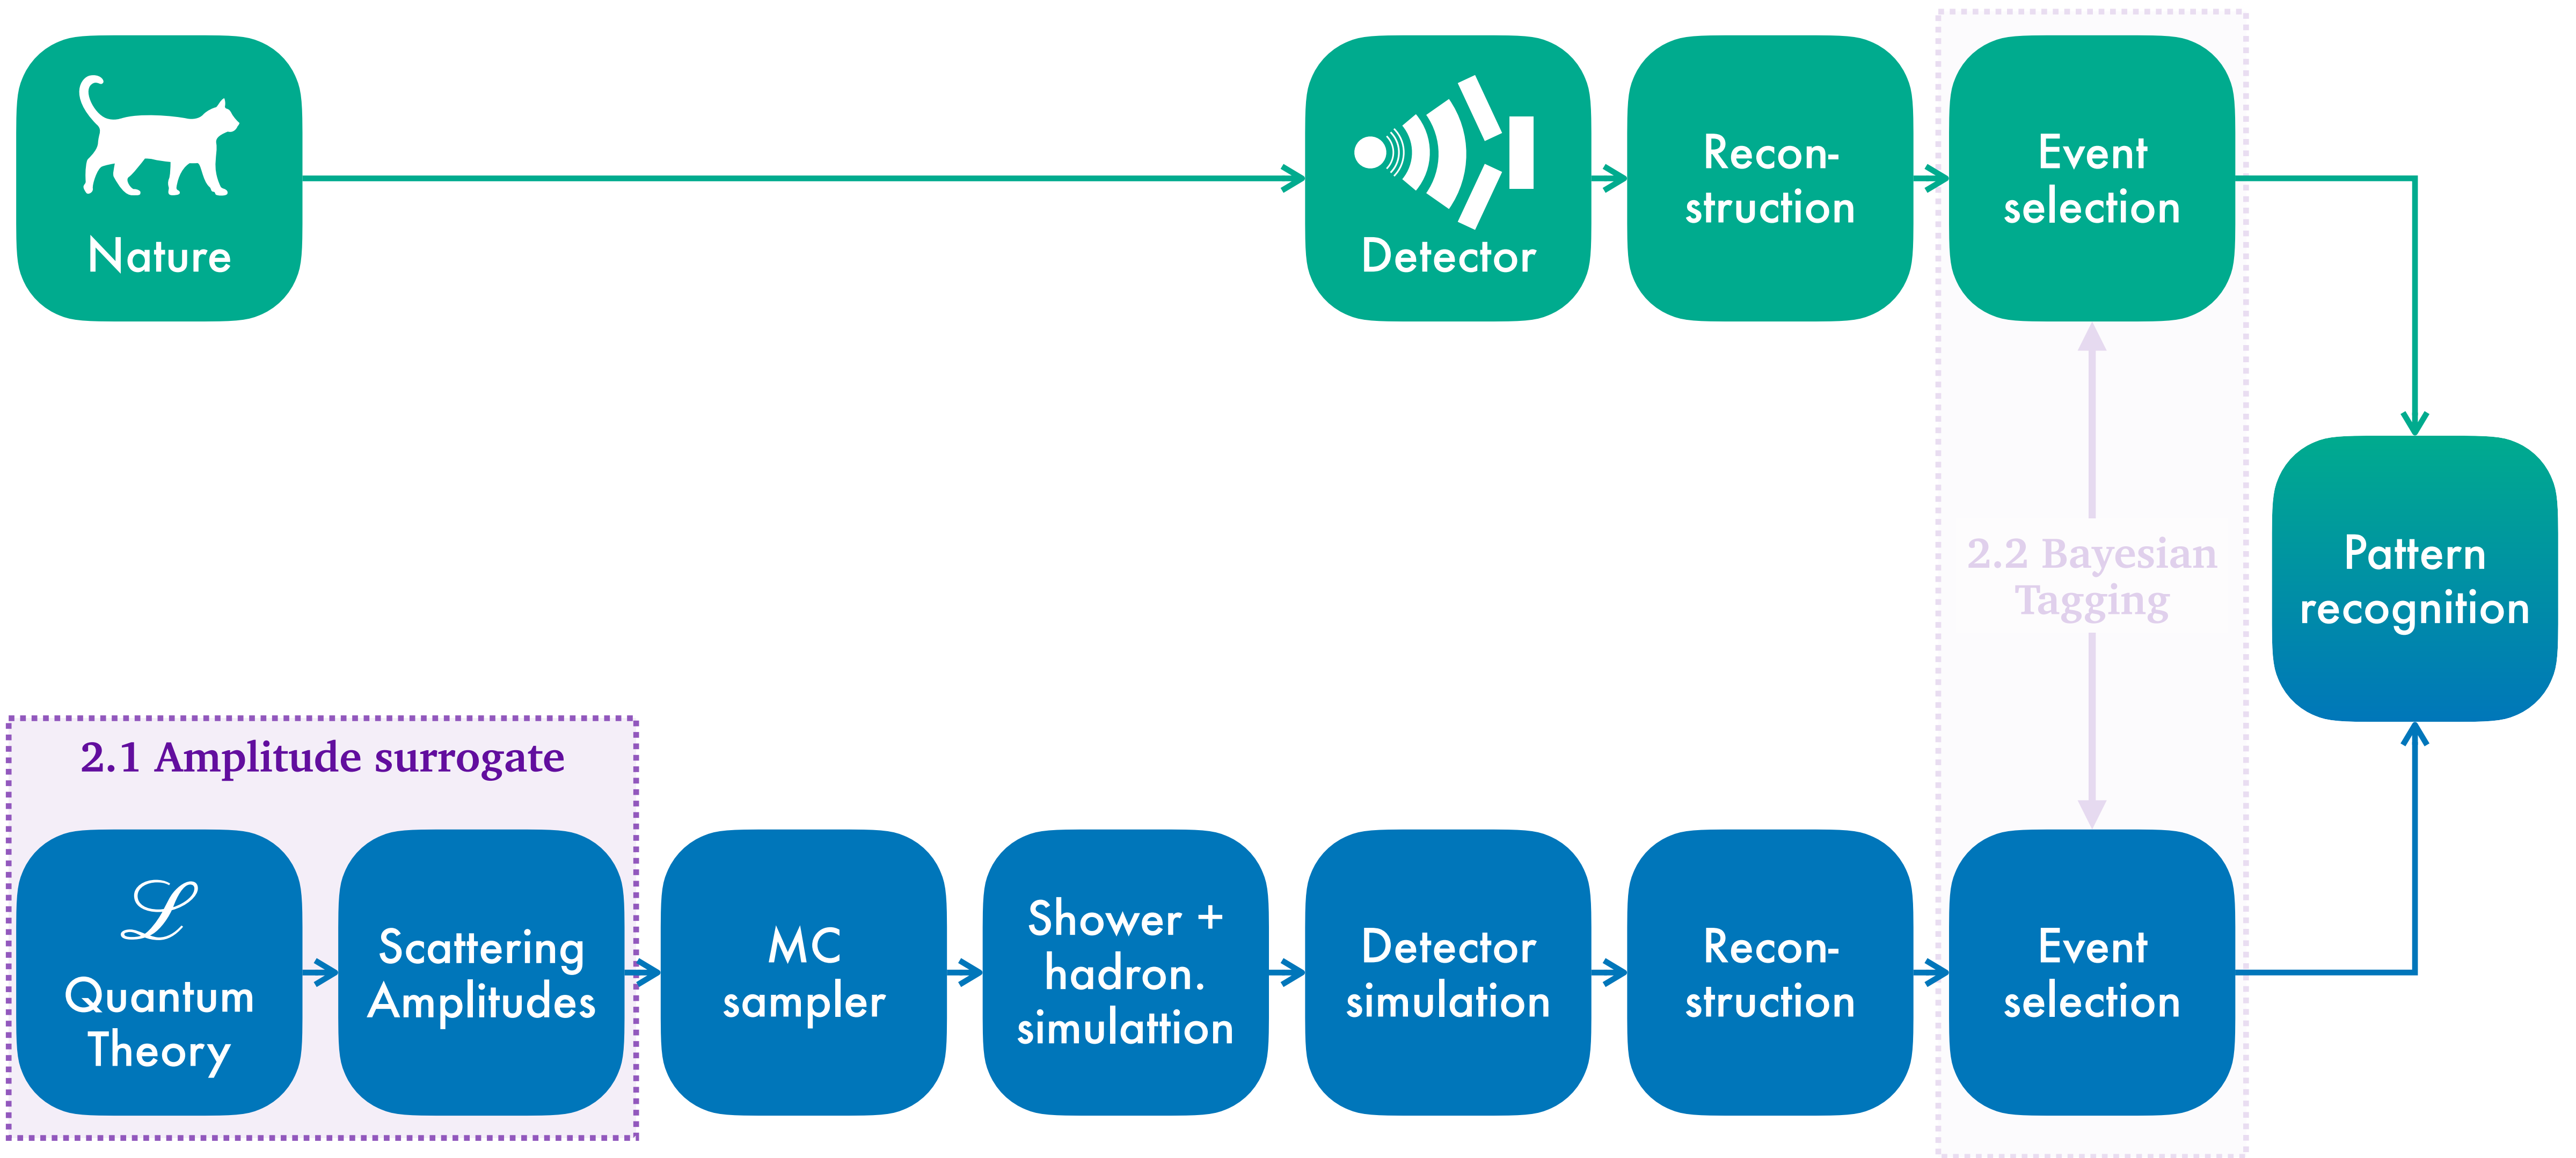 Nature
Detector
Recon-
struction
Event
selection
2.2 Bayesian
Tagging
Pattern
recognition
2.1 Amplitude surrogate
ℒ
Quantum
Theory
Scattering
Amplitudes
MC
sampler
Shower +
hadron.
simulattion
Detector
simulation
Recon-
struction
Event
selection